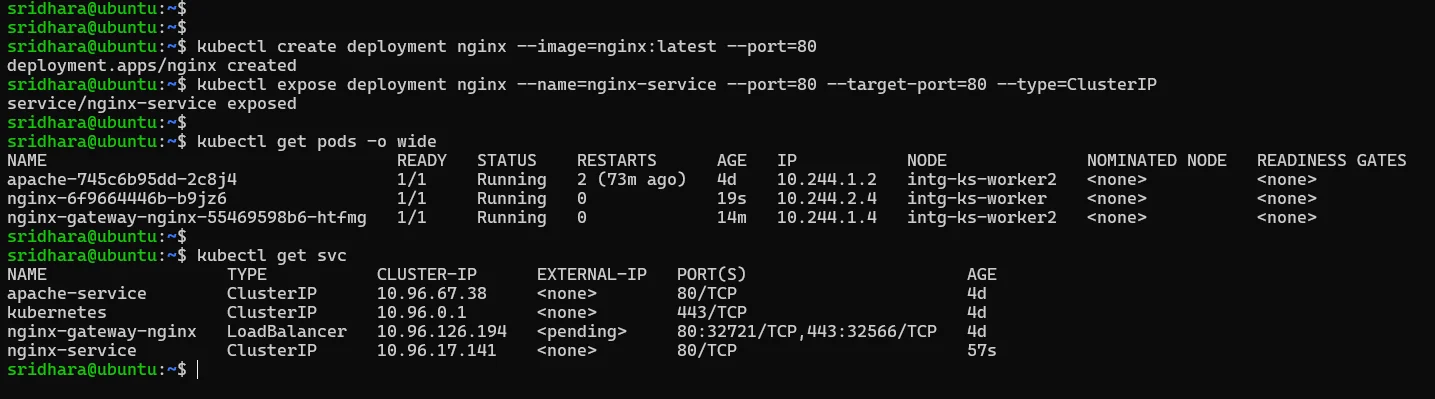 sridhara@ubuntu:~$
sridhara@ubuntu:~$
sridhara@ubuntu:~$ kubectl create deployment nginx --image=nginx:latest --port=80
deployment.apps/nginx created
sridhara@ubuntu:~$ kubectl expose deployment nginx --name=nginx-service --port=80 --target-port=80 --type=ClusterIP
service/nginx-service exposed
sridhara@ubuntu:~$
sridhara@ubuntu:~$ kubectl get pods -o wide
NAME READY STATUS RESTARTS AGE IP NODE NOMINATED NODE READINESS GATES
apache-745c6b95dd-2c8j4 1/1 Running 2 (73m ago) 4d 10.244.1.2 intg-ks-worker2 <none> <none>
nginx-6f9664446b-b9jz6 1/1 Running 0 19s 10.244.2.4 intg-ks-worker <none> <none>
nginx-gateway-nginx-55469598b6-htfmg 1/1 Running 0 14m 10.244.1.4 intg-ks-worker2 <none> <none>
sridhara@ubuntu:~$
sridhara@ubuntu:~$ kubectl get svc
NAME TYPE CLUSTER-IP EXTERNAL-IP PORT(S) AGE
apache-service ClusterIP 10.96.67.38 <none> 80/TCP 4d
kubernetes ClusterIP 10.96.0.1 <none> 443/TCP 4d
nginx-gateway-nginx LoadBalancer 10.96.126.194 <pending> 80:32721/TCP,443:32566/TCP 4d
nginx-service ClusterIP 10.96.17.141 <none> 80/TCP 57s
sridhara@ubuntu:~$